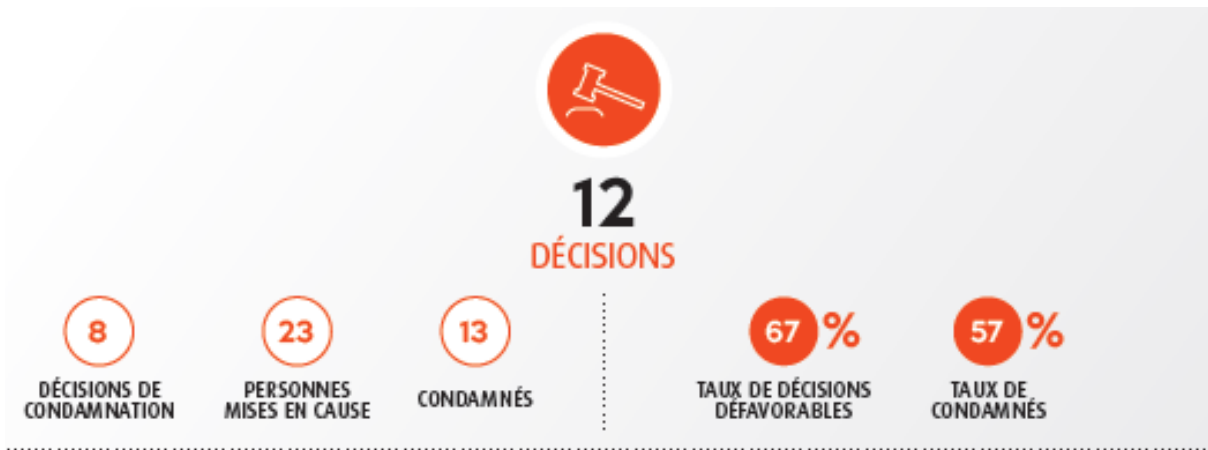 12
DÉCISIONS
8
DÉCISIONS DE
CONDAMNATION
23
PERSONNES
MISES EN CAUSE
13
CONDAMNÉS
67 %
TAUX DE DÉCISIONS
DÉFAVORABLES
57 %
TAUX DE
CONDAMNÉS